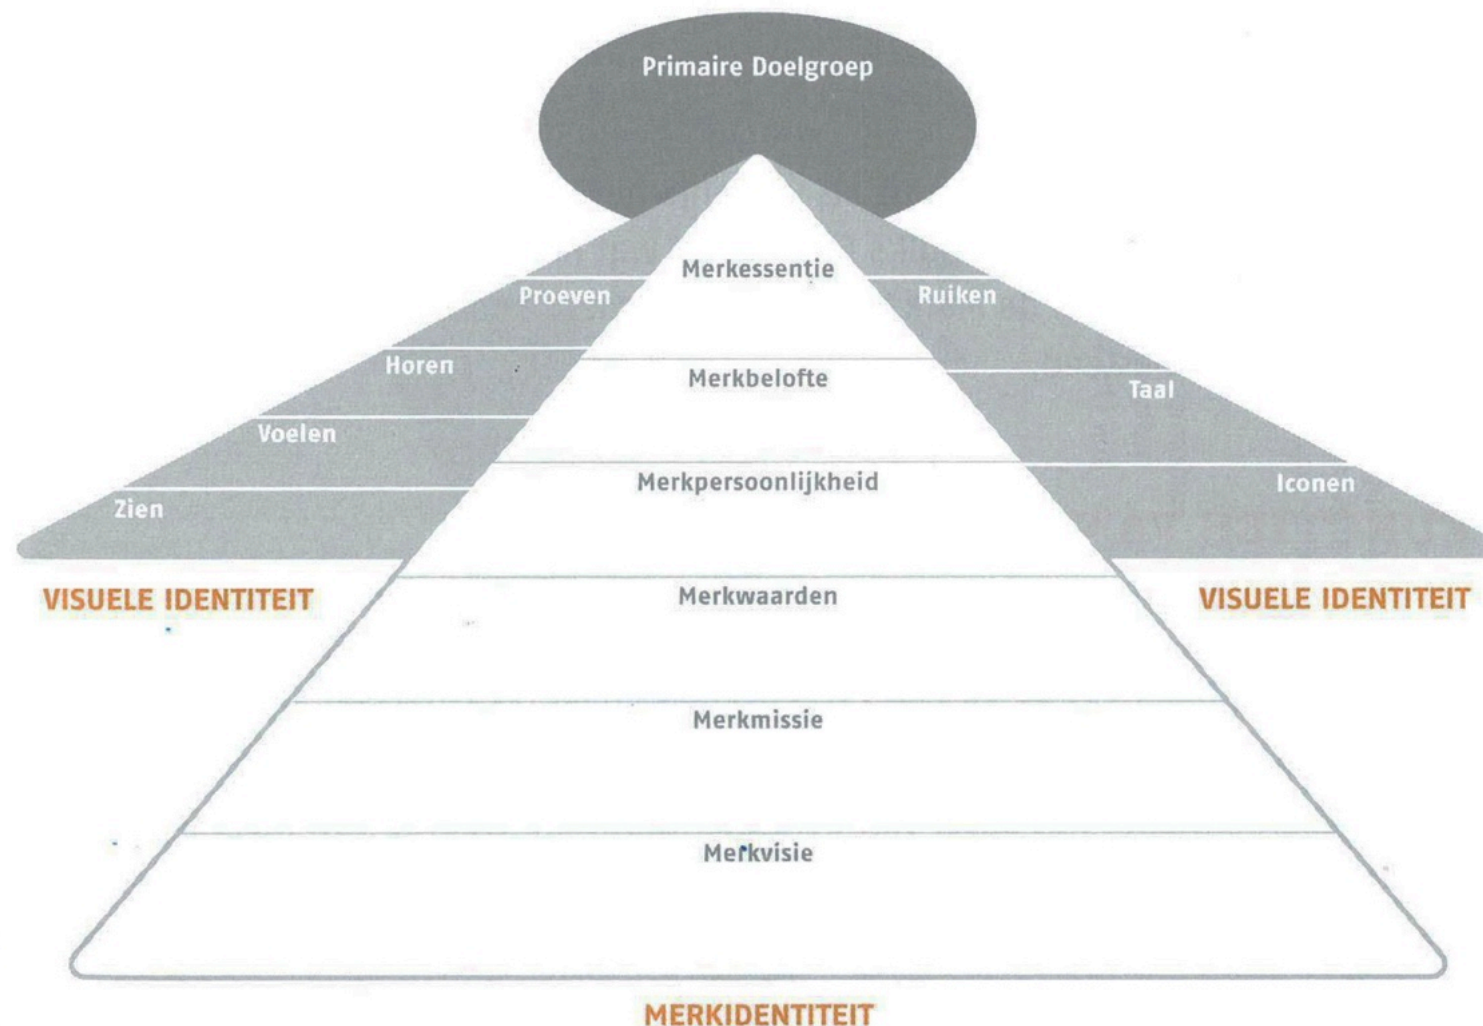 Primaire Doelgroep
Merkessentie
Proeven
Ruiken
Horen
Merkbelofte
Taal
Voelen
Merkpersoonlijkheid
Iconen
Zien
VISUELE IDENTITEIT
Merkwaarden
VISUELE IDENTITEIT
Merkmissie
Merkvisie
MERKIDENTITEIT